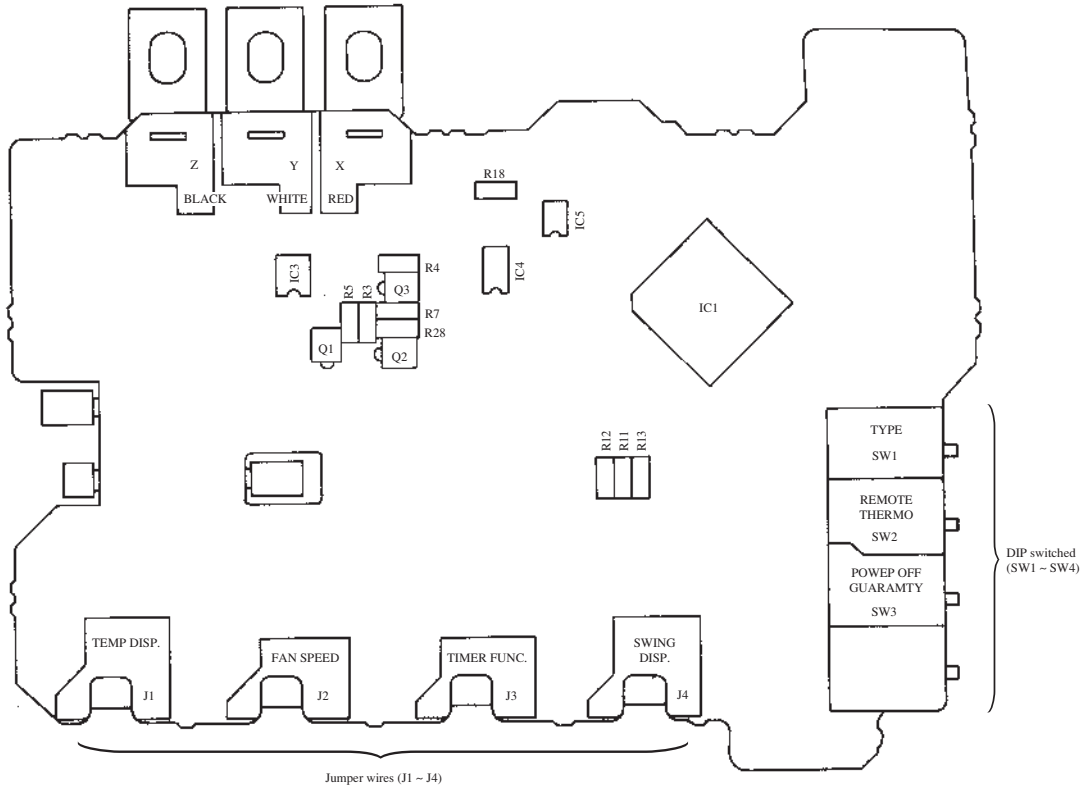 Z
Y
X
BLACK
WHITE
RED
R18
IC5
IC4
IC3
R4
Q3
R5
R3
R7
R28
Q1
Q2
IC1
R12
R11
R13
TYPE
SW1
REMOTE
THERMO
SW2
POWEP OFF
GUARAMTY
SW3
DIP switched
(SW1 ~ SW4)
TEMP DISP.
J1
FAN SPEED
J2
TIMER FUNC.
J3
SWING
DISP.
J4
Jumper wires (J1 ~ J4)